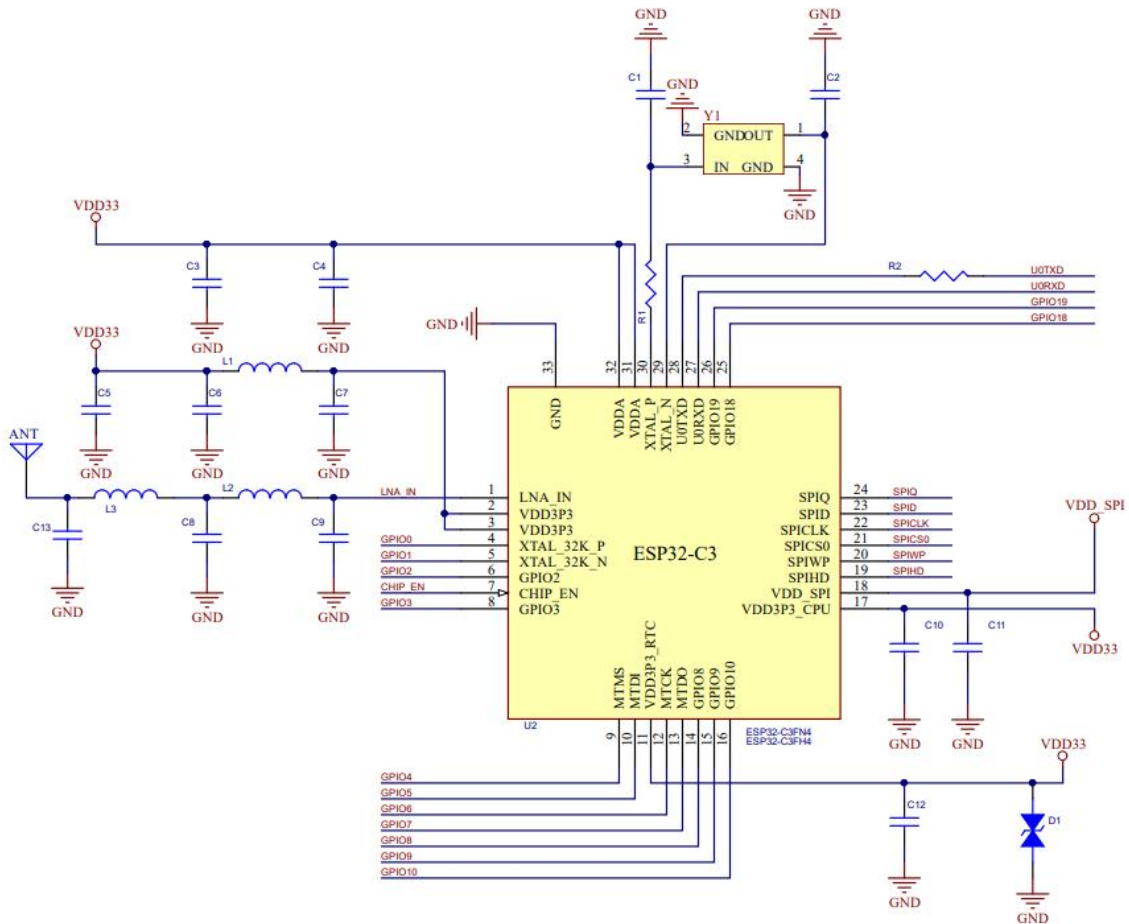 GND
GND
C1
GND
C2
Y1
2 GNDOUT 1
3 IN GND 4
GND
VDD33
C3
C4
R2
U0TXD
U0RXD
GPIO19
GPIO18
GND
R1
VDD33
GND
GND
L1
C5
C6
C7
33
32
31
30
29
28
27
26
25
GND
VDDA
VDDA
XTAL_P
XTAL_N
U0TXD
U0RXD
GPIO19
GPIO18
ANT
GND
GND
GND
L3
L2
LNA_IN
C13
C8
C9
GND
GND
GND
1 LNA_IN
2 VDD3P3
3 VDD3P3
GPIO0 4 XTAL_32K_P
GPIO1 5 XTAL_32K_N
GPIO2 6 GPIO2
CHIP_EN 7 CHIP_EN
GPIO3 8 GPIO3
ESP32-C3
SPIQ 24 SPIQ
SPID 23 SPID
SPICLK 22 SPICLK
SPICS0 21 SPICS0
SPIWP 20 SPIWP
SPIHD 19 SPIHD
VDD_SPI 18
VDD3P3_CPU 17
VDD_SPI
VDD33
C10
C11
GND
GND
MTMS
MTDI
VDD3P3_RTC
MTCK
MTDO
GPIO8
GPIO9
GPIO10
U2
ESP32-C3FN4
ESP32-C3FH4
9
10
11
12
13
14
15
16
GPIO4
GPIO5
GPIO6
GPIO7
GPIO8
GPIO9
GPIO10
VDD33
C12
D1
GND
GND